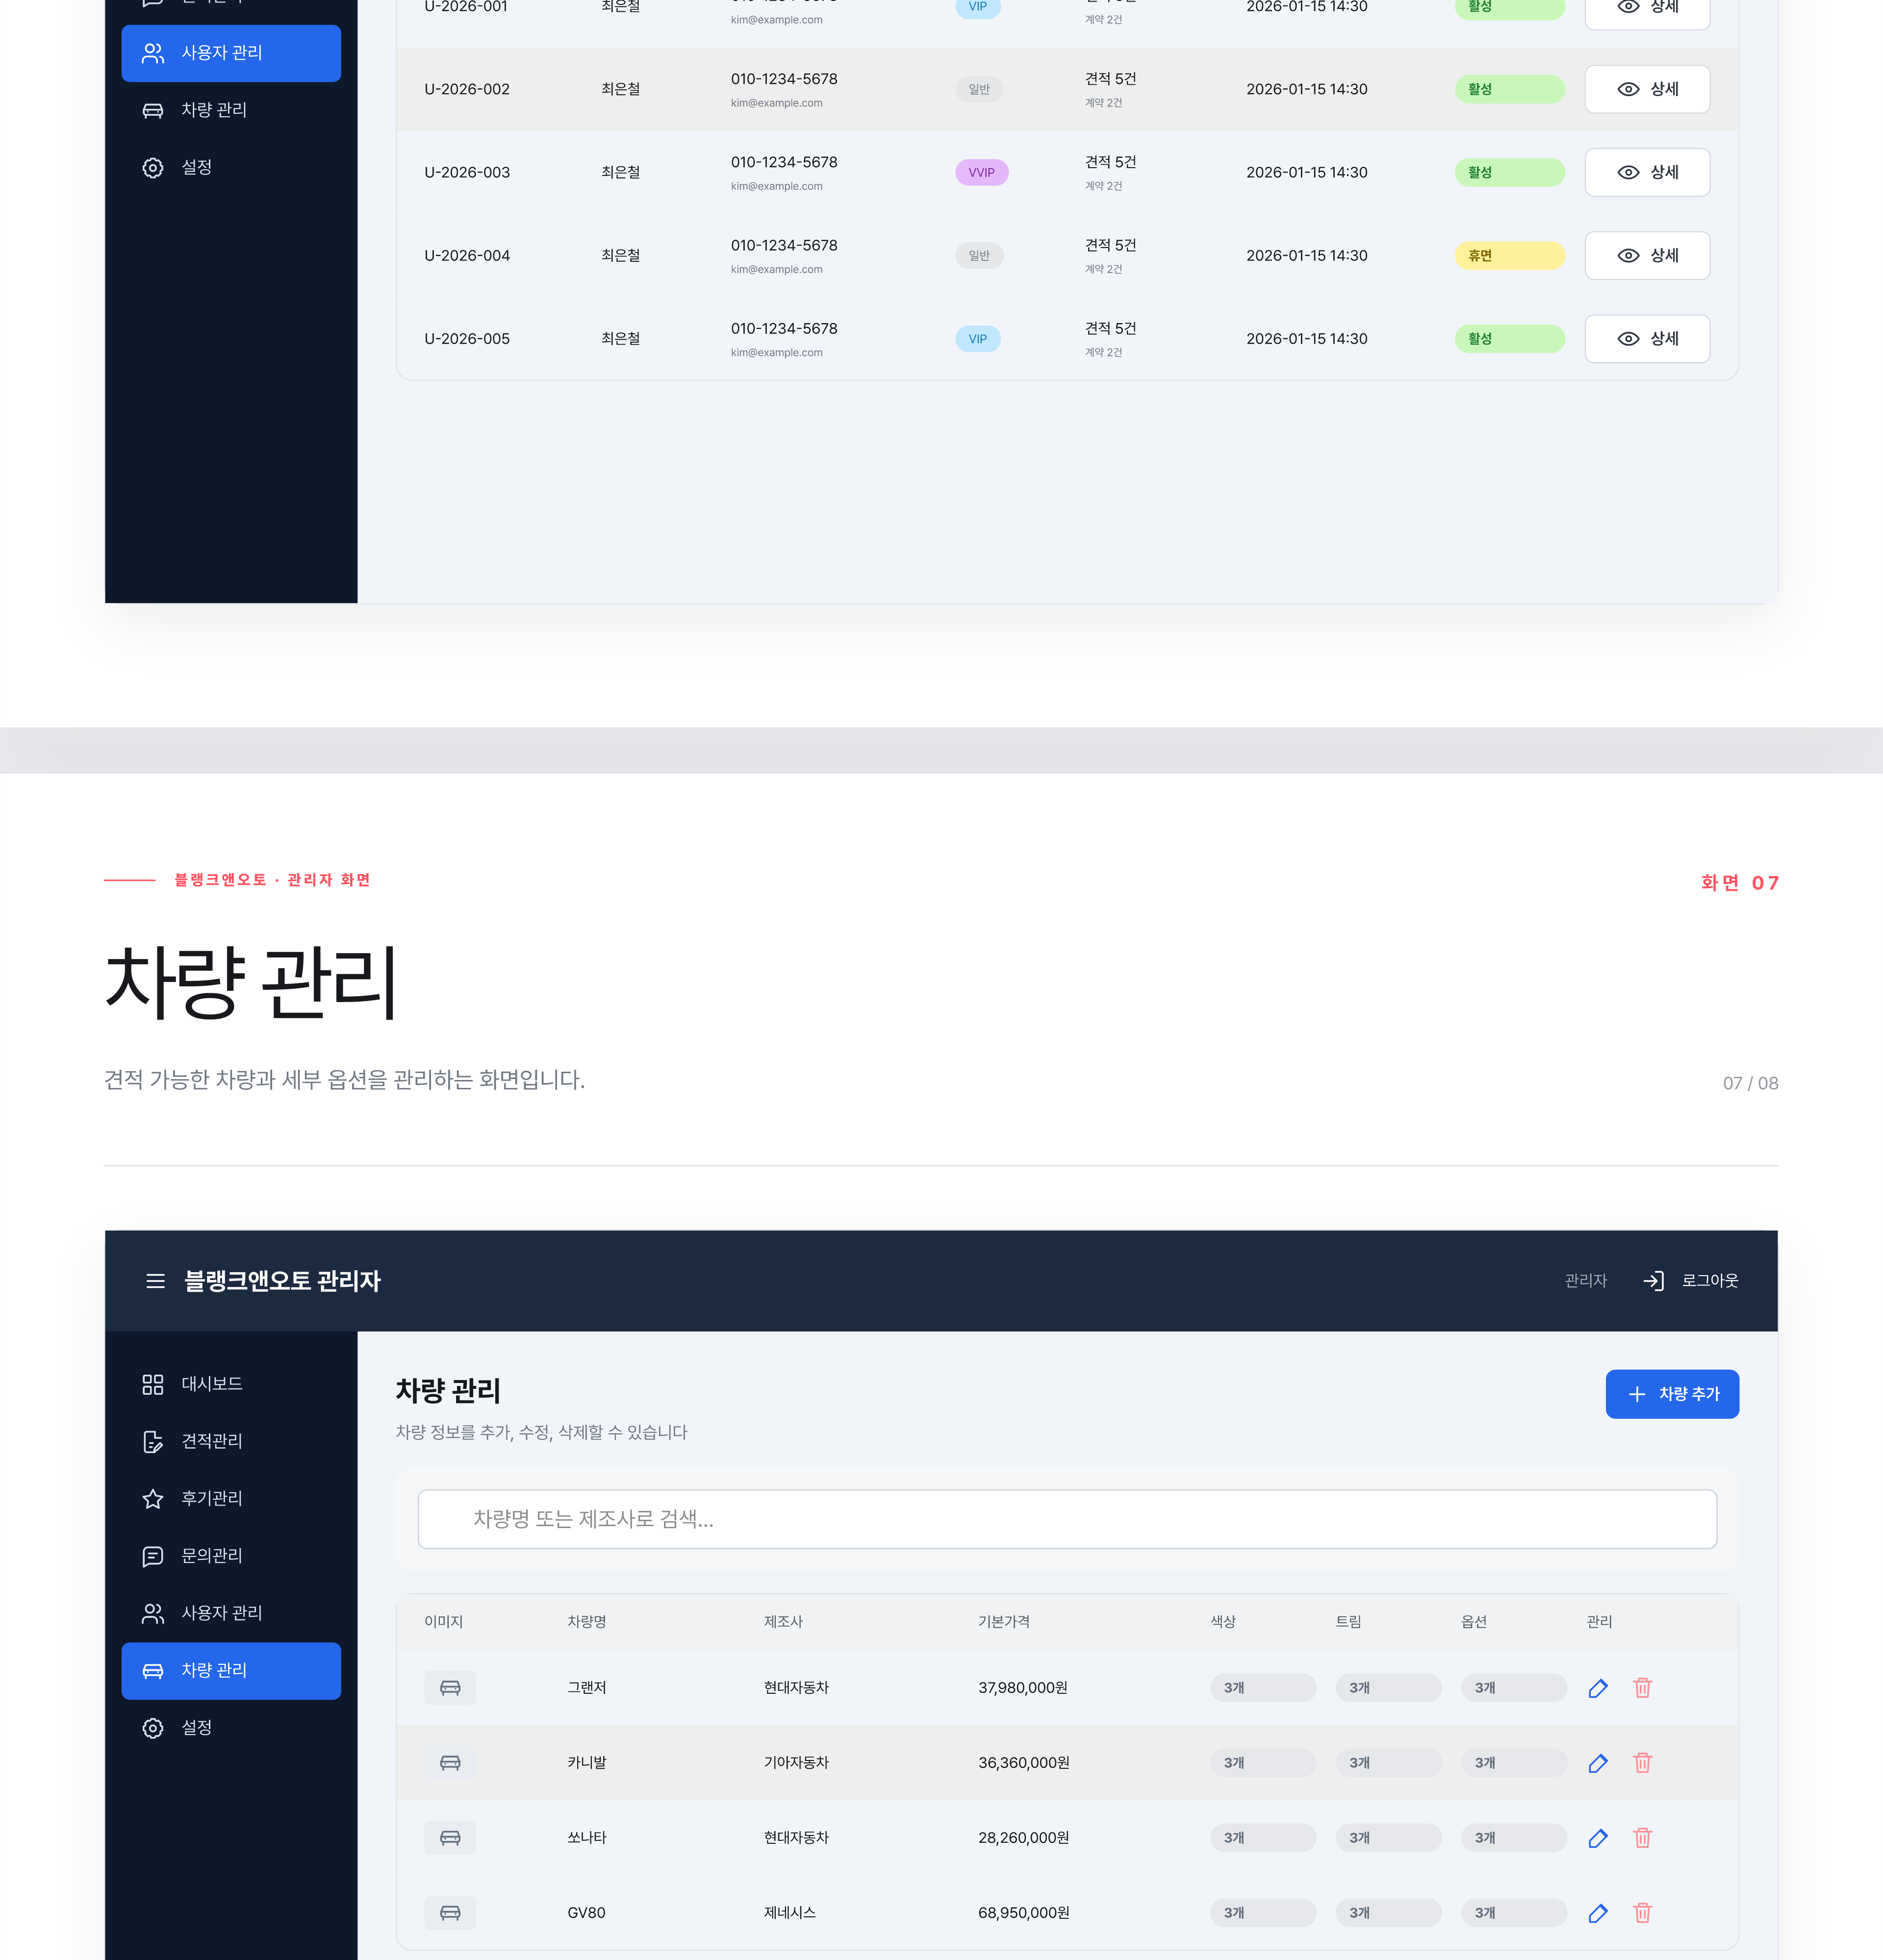 U-2026-001 최은철 VIP 2026-01-15 14:30 활성 상세
kim@example.com 계약 2건
사용자 관리
U-2026-002 최은철 010-1234-5678 일반 견적 5건 2026-01-15 14:30 활성 상세
kim@example.com 계약 2건
차량 관리
U-2026-003 최은철 010-1234-5678 VVIP 견적 5건 2026-01-15 14:30 활성 상세
kim@example.com 계약 2건
설정
U-2026-004 최은철 010-1234-5678 일반 견적 5건 2026-01-15 14:30 휴면 상세
kim@example.com 계약 2건
U-2026-005 최은철 010-1234-5678 VIP 견적 5건 2026-01-15 14:30 활성 상세
kim@example.com 계약 2건
블랭크앤오토 · 관리자 화면
화면 07
차량 관리
견적 가능한 차량과 세부 옵션을 관리하는 화면입니다.
07 / 08
블랭크앤오토 관리자
관리자 로그아웃
대시보드
견적관리
후기관리
문의관리
사용자 관리
차량 관리
설정
차량 관리
차량 추가
차량 정보를 추가, 수정, 삭제할 수 있습니다
차량명 또는 제조사로 검색...
이미지 차량명 제조사 기본가격 색상 트림 옵션 관리
그랜저 현대자동차 37,980,000원 3개 3개 3개
카니발 기아자동차 36,360,000원 3개 3개 3개
쏘나타 현대자동차 28,260,000원 3개 3개 3개
GV80 제네시스 68,950,000원 3개 3개 3개